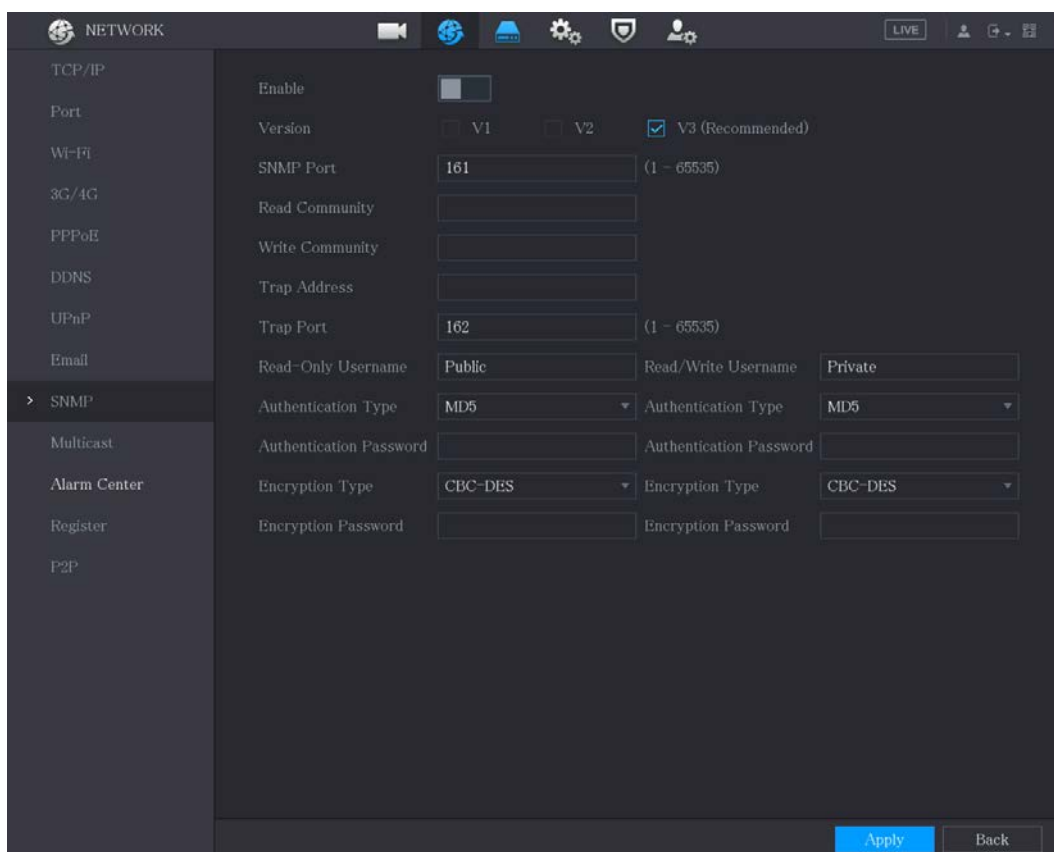 NETWORK
LIVE
TCP/IP
Port
Wi-Fi
3G/4G
PPPoE
DDNS
UPnP
Email
SNMP
Multicast
Alarm Center
Register
P2P
Enable
Version V1 V2 V3 (Recommended)
SNMP Port 161 (1 - 65535)
Read Community
Write Community
Trap Address
Trap Port 162 (1 - 65535)
Read-Only Username Public Read/Write Username Private
Authentication Type MD5 Authentication Type MD5
Authentication Password Authentication Password
Encryption Type CBC-DES Encryption Type CBC-DES
Encryption Password Encryption Password
Apply Back